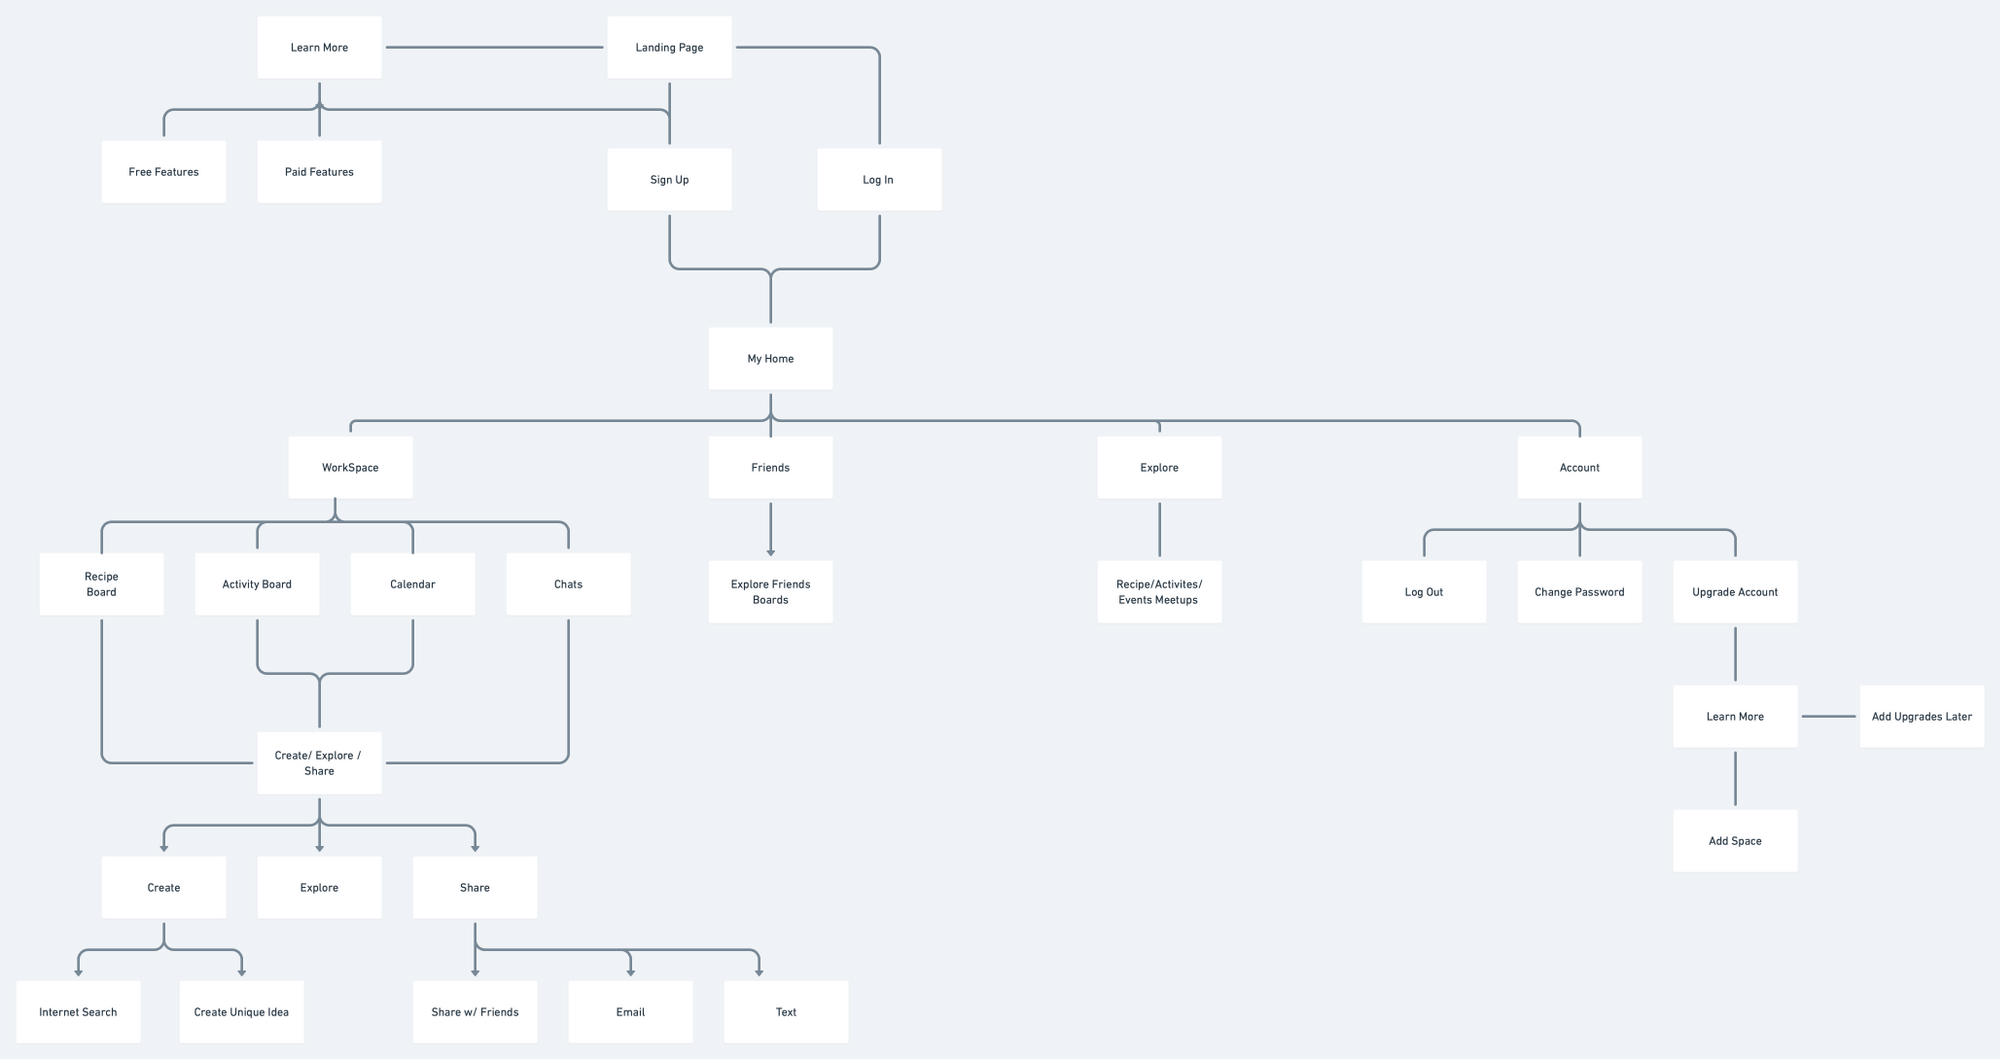 Learn More
Landing Page
Free Features
Paid Features
Sign Up
Log In
My Home
WorkSpace
Friends
Explore
Account
Recipe
Board
Activity Board
Calendar
Chats
Explore Friends
Boards
Recipe/Activites/
Events Meetups
Log Out
Change Password
Upgrade Account
Learn More
Add Upgrades Later
Create/ Explore /
Share
Add Space
Create
Explore
Share
Internet Search
Create Unique Idea
Share w/ Friends
Email
Text